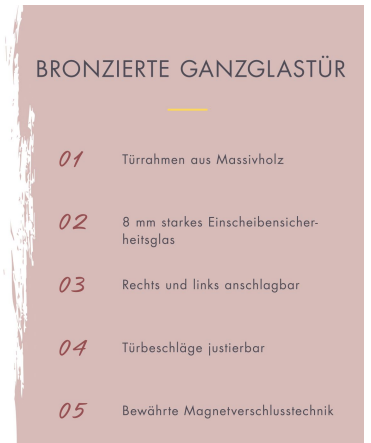 BRONZIERTE GANZGLASTÜR
01 Türrahmen aus Massivholz
02 8 mm starkes Einscheibensicher-
heitsglas
03 Rechts und links anschlagbar
04 Türbeschläge justierbar
05 Bewährte Magnetverschlusstechnik